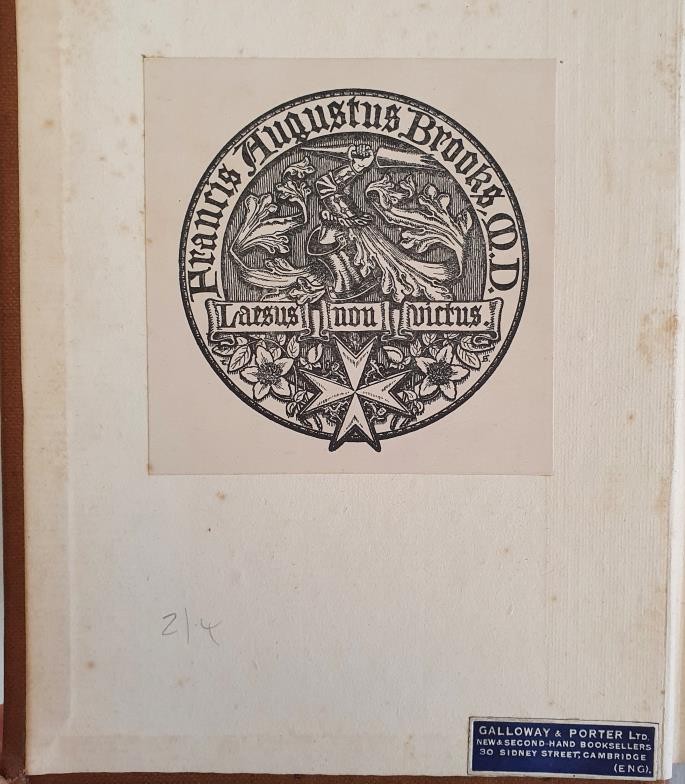 Francis Augustus Brooks, M.D.
Laesus non victus.
2/.4
GALLOWAY & PORTER LTD.
NEW & SECOND-HAND BOOKSELLERS
30 SIDNEY STREET, CAMBRIDGE
(ENG).